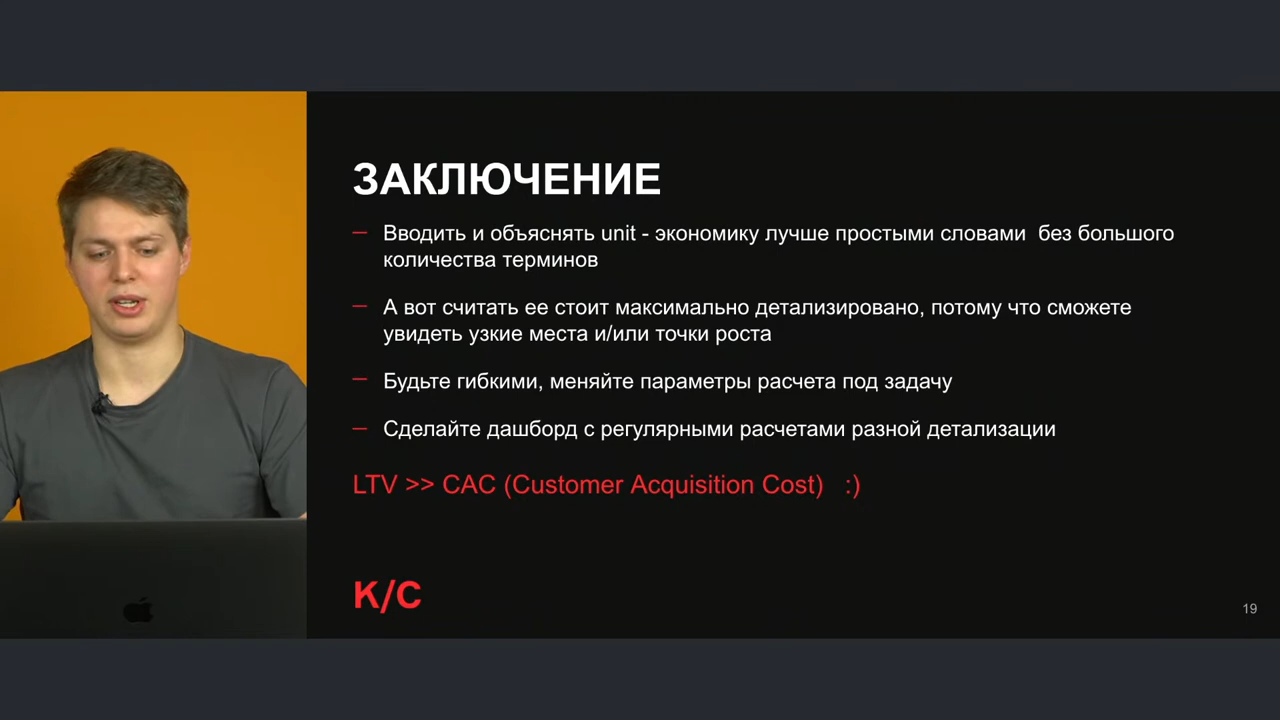 ЗАКЛЮЧЕНИЕ
— Вводить и объяснять unit - экономику лучше простыми словами  без большого
количества терминов
— А вот считать ее стоит максимально детализировано, потому что сможете
увидеть узкие места и/или точки роста
— Будьте гибкими, меняйте параметры расчета под задачу
— Сделайте дашборд с регулярными расчетами разной детализации
LTV >> CAC (Customer Acquisition Cost)   :)
K/C
19